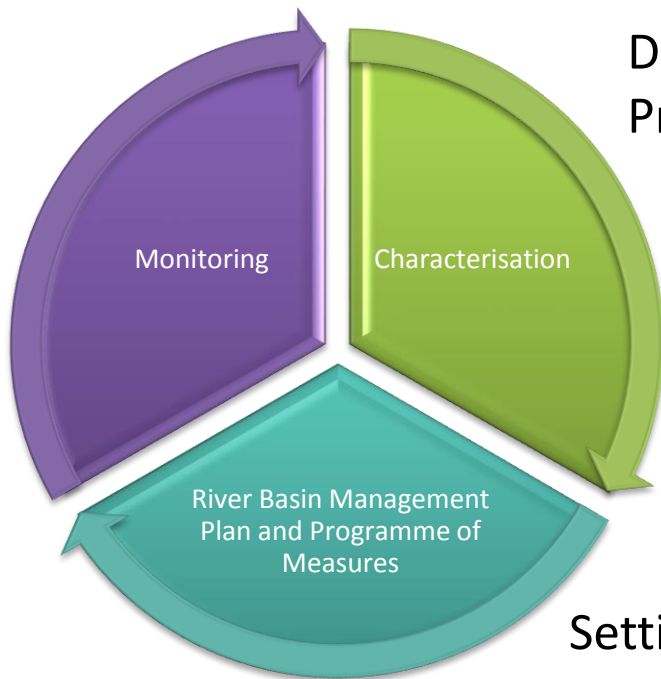 Monitoring
Characterisation
River Basin Management
Plan and Programme of
Measures